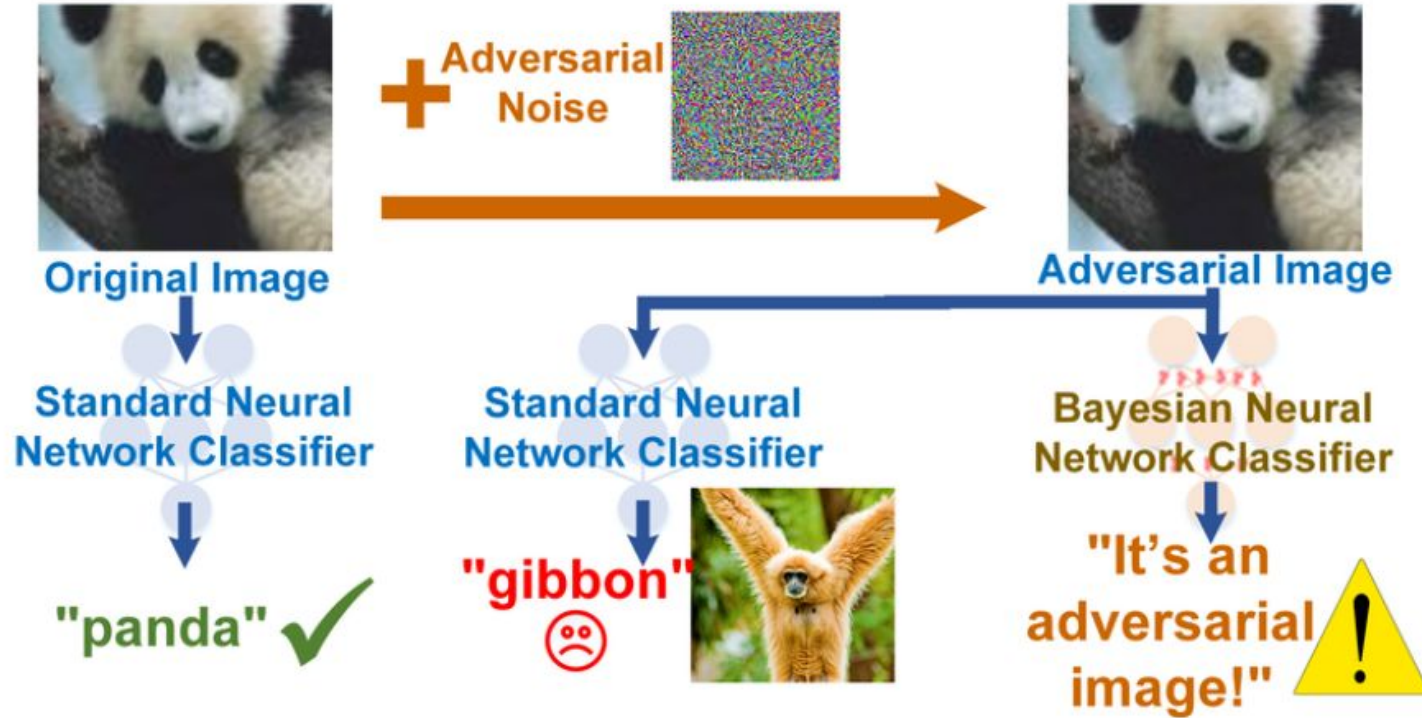 Adversarial
Noise
Original Image
Adversarial Image
Standard Neural
Network Classifier
Standard Neural
Network Classifier
Bayesian Neural
Network Classifier
"panda"
"gibbon"
"It’s an
adversarial
image!"
!